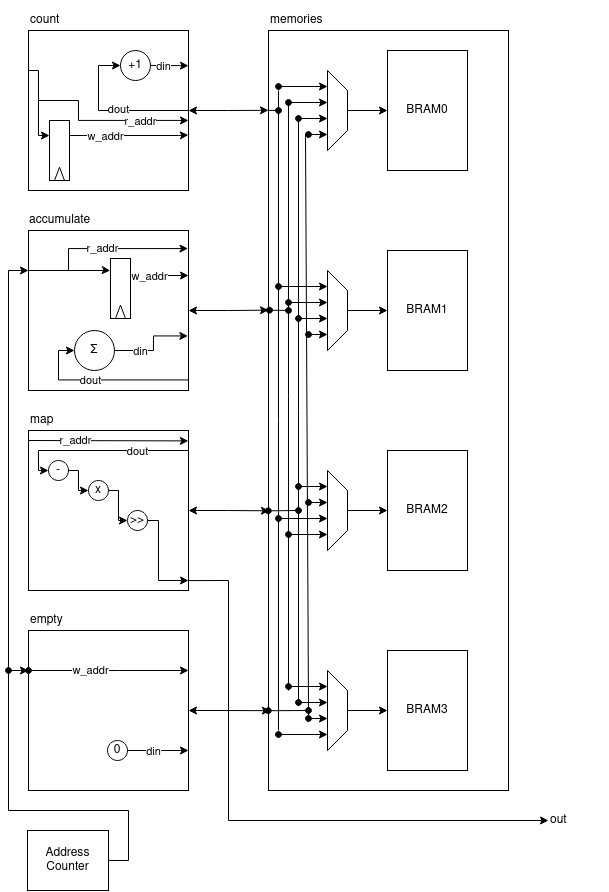 count
memories
+1
din
dout
r_addr
w_addr
BRAM0
accumulate
r_addr
w_addr
BRAM1
Σ
din
dout
map
r_addr
dout
-
x
>>
BRAM2
empty
w_addr
BRAM3
0
din
out
Address
Counter